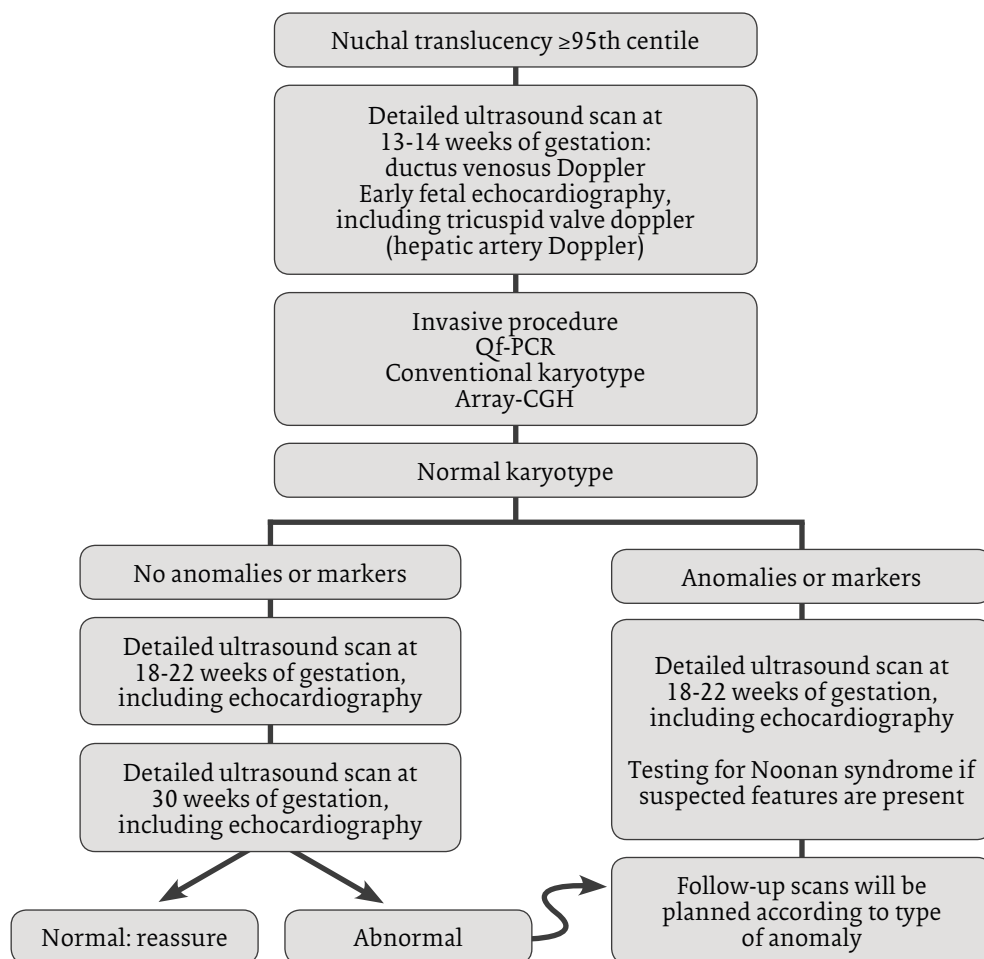 Nuchal translucency ≥95th centile
Detailed ultrasound scan at
13-14 weeks of gestation:
ductus venosus Doppler
Early fetal echocardiography,
including tricuspid valve doppler
(hepatic artery Doppler)
Invasive procedure
Qf-PCR
Conventional karyotype
Array-CGH
Normal karyotype
No anomalies or markers
Detailed ultrasound scan at
18-22 weeks of gestation,
including echocardiography
Detailed ultrasound scan at
30 weeks of gestation,
including echocardiography
Normal: reassure
Abnormal
Anomalies or markers
Detailed ultrasound scan at
18-22 weeks of gestation,
including echocardiography
Testing for Noonan syndrome if
suspected features are present
Follow-up scans will be
planned according to type
of anomaly